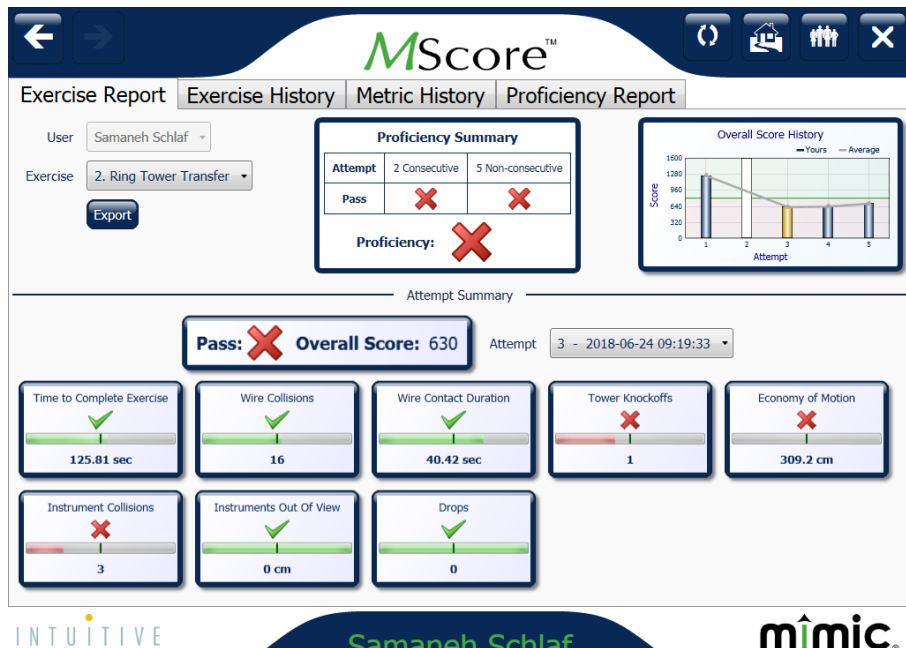 MScore™
Exercise Report
Exercise History
Metric History
Proficiency Report
User
Samaneh Schlaf
Exercise
2. Ring Tower Transfer
Export
Proficiency Summary
Attempt 2 Consecutive 5 Non-consecutive
Pass
Proficiency:
Overall Score History
Yours Average
1600
1280
960
640
320
0
Score
1 2 3 4 5
Attempt
Attempt Summary
Pass: Overall Score: 630
Attempt 3 - 2018-06-24 09:19:33
Time to Complete Exercise
125.81 sec
Wire Collisions
16
Wire Contact Duration
40.42 sec
Tower Knockoffs
1
Economy of Motion
309.2 cm
Instrument Collisions
3
Instruments Out Of View
0 cm
Drops
0
INTUITIVE
Samaneh Schlaf
mimic®